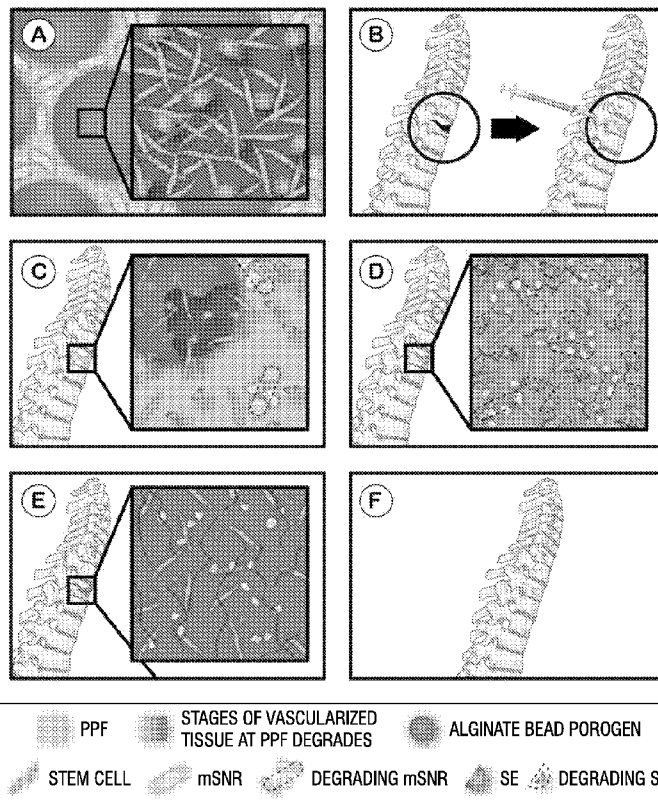 A
B
C
D
E
F
PPF
STAGES OF VASCULARIZED
TISSUE AT PPF DEGRADES
ALGINATE BEAD POROGEN
STEM CELL
mSNR
DEGRADING mSNR
SE
DEGRADING S